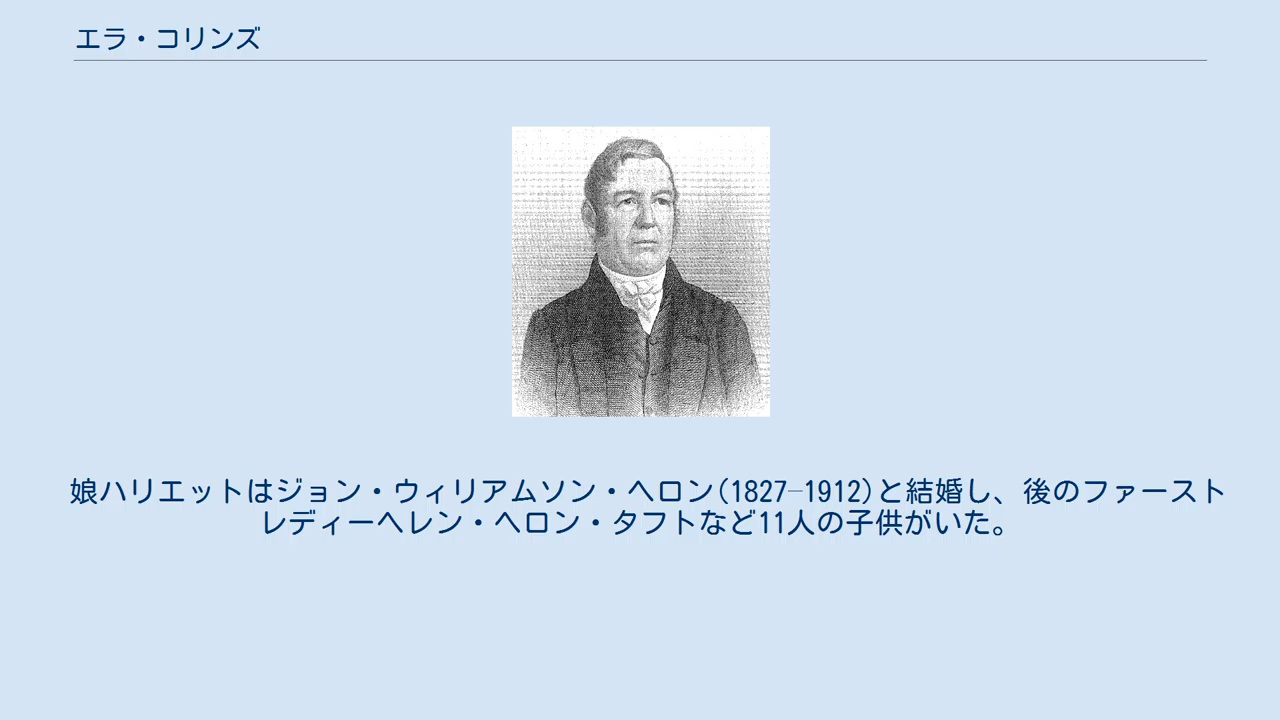 エラ・コリンズ
娘ハリエットはジョン・ウィリアムソン・ヘロン(1827–1912)と結婚し、後のファースト
レディーヘレン・ヘロン・タフトなど11人の子供がいた。